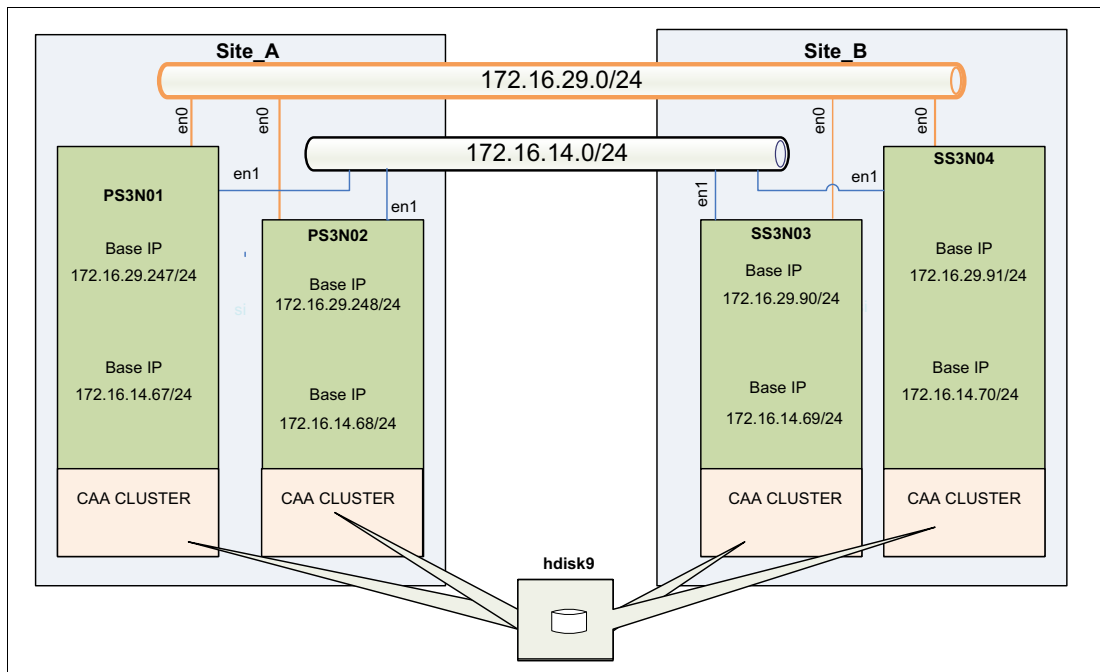 Site_A
Site_B
172.16.29.0/24
en0
en0
en0
en0
172.16.14.0/24
en1
en1
en1
en1
PS3N01
Base IP
172.16.29.247/24
Base IP
172.16.14.67/24
CAA CLUSTER
PS3N02
Base IP
172.16.29.248/24
Base IP
172.16.14.68/24
CAA CLUSTER
SS3N03
Base IP
172.16.29.90/24
Base IP
172.16.14.69/24
CAA CLUSTER
SS3N04
Base IP
172.16.29.91/24
Base IP
172.16.14.70/24
CAA CLUSTER
si
hdisk9